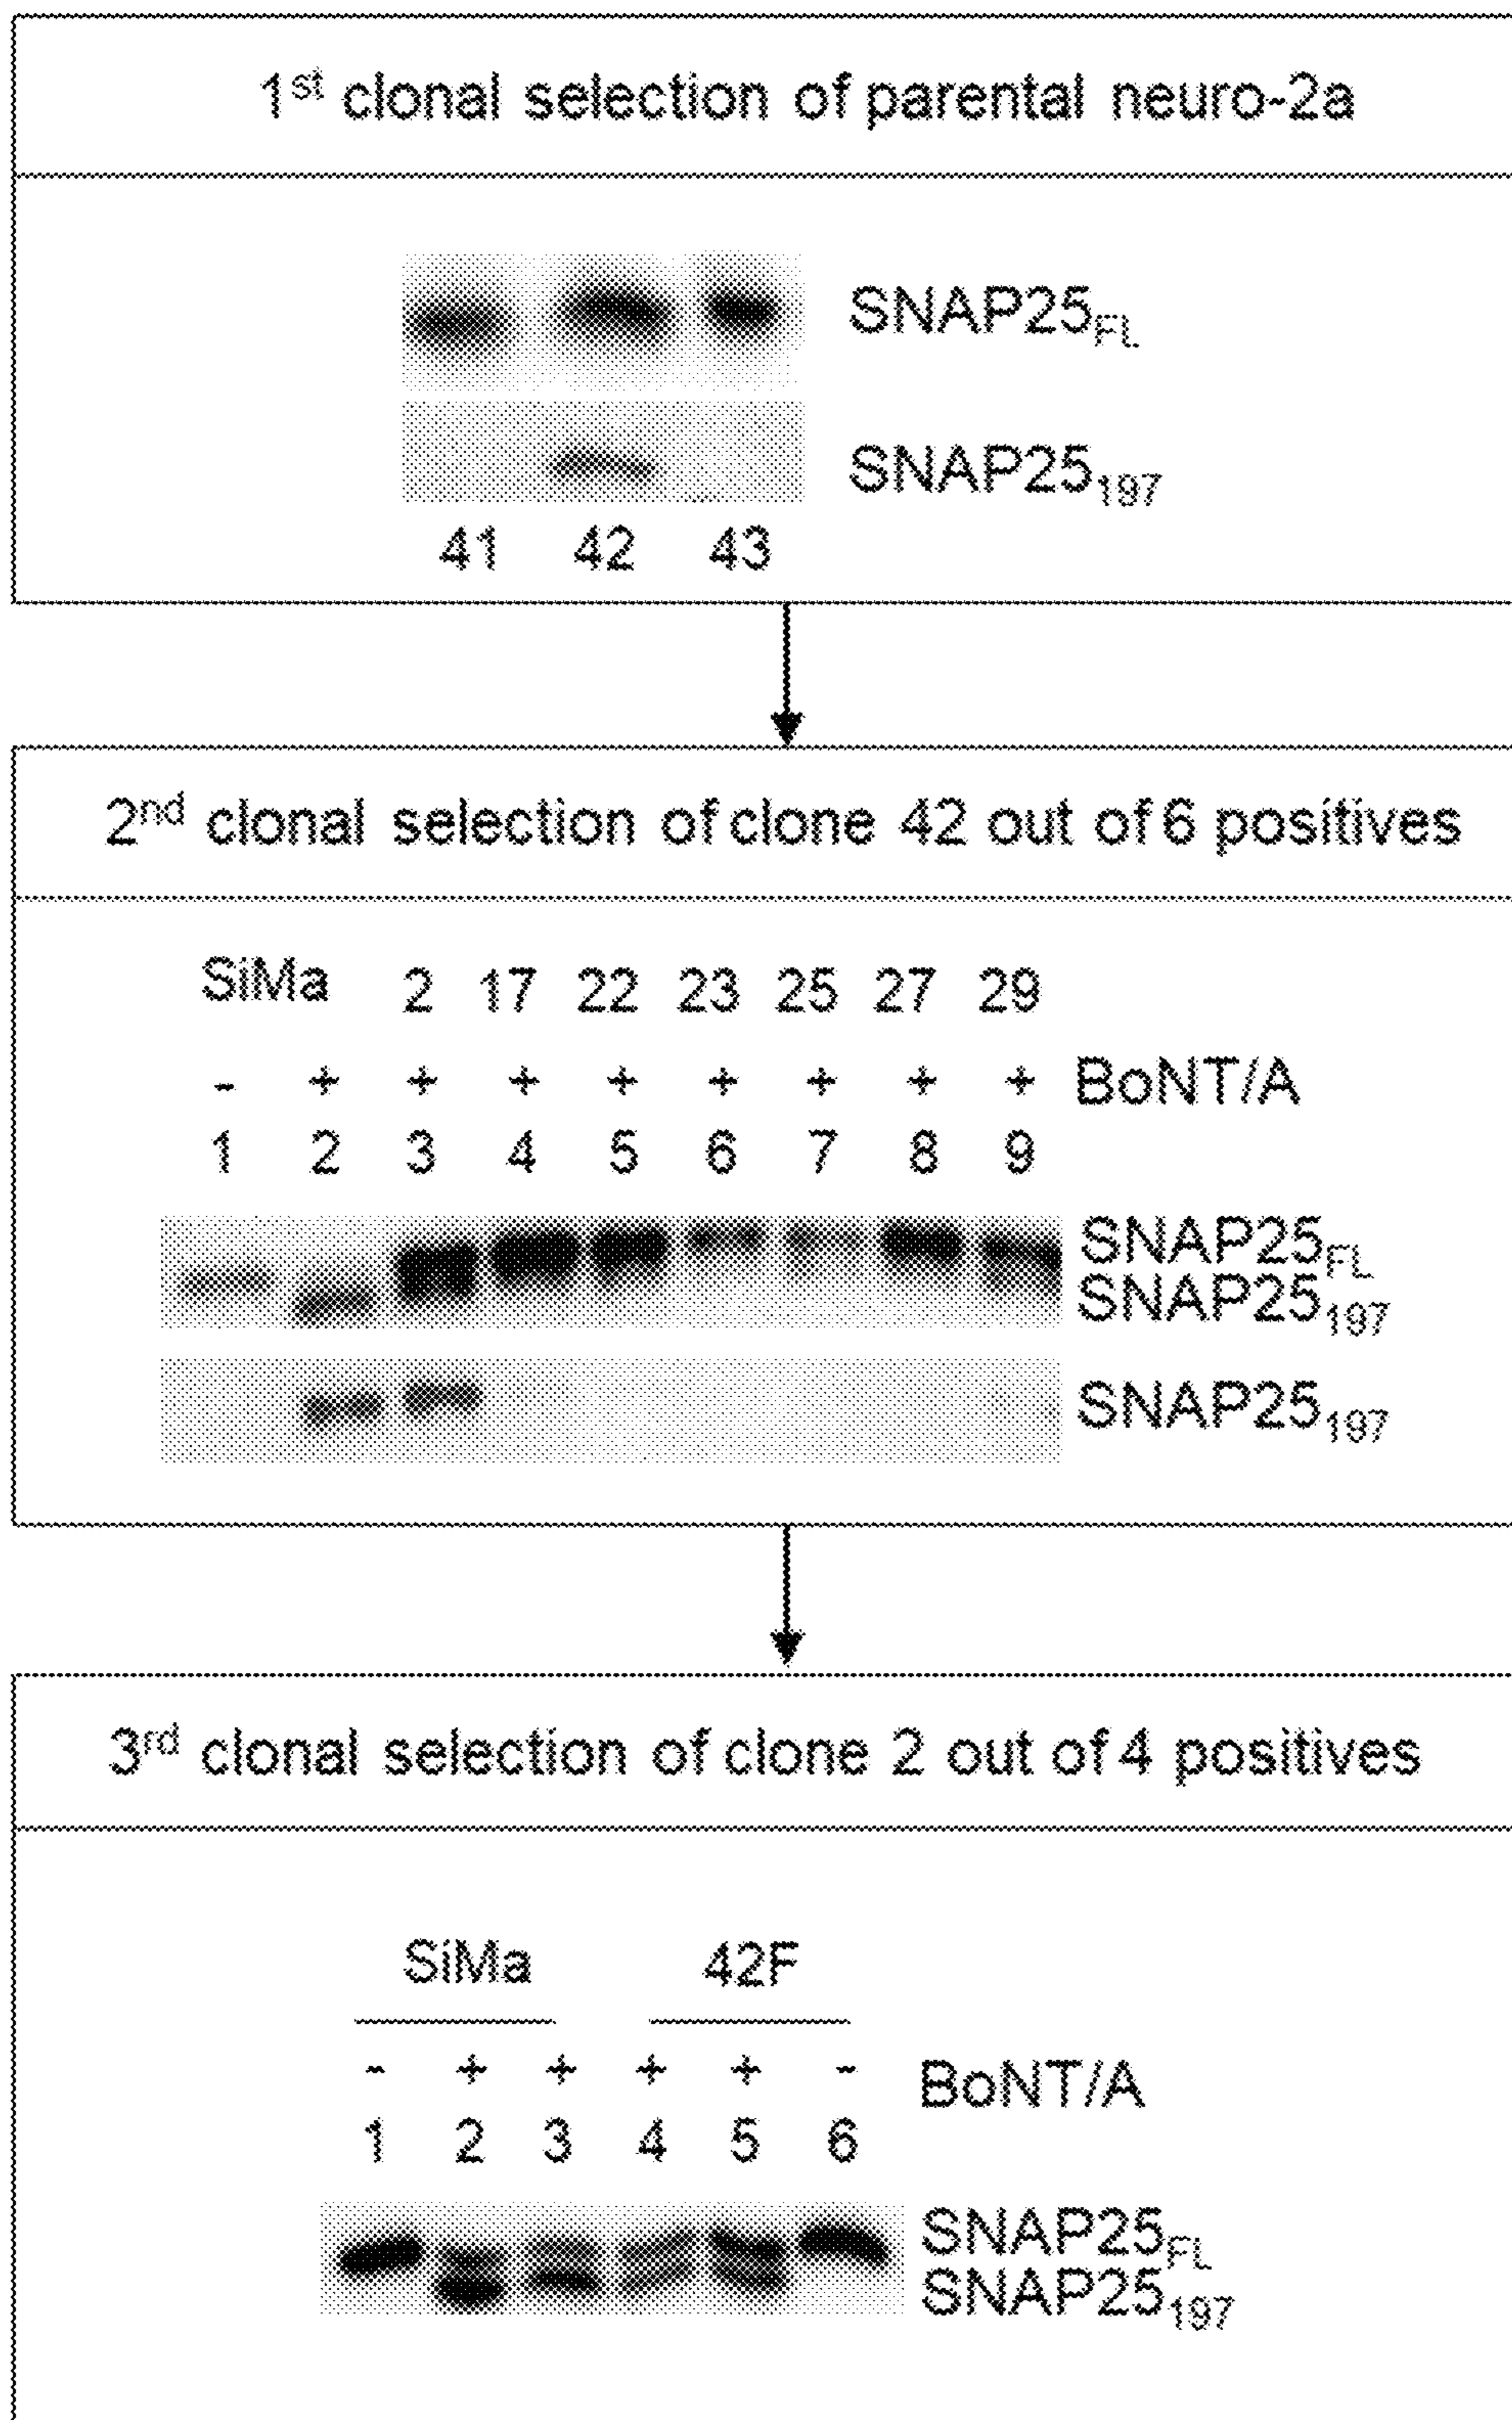 1st clonal selection of parental neuro-2a
SNAP25FL
SNAP25197
41 42 43
2nd clonal selection of clone 42 out of 6 positives
SiMa 2 17 22 23 25 27 29
- + + + + + + + + BoNT/A
1 2 3 4 5 6 7 8 9
SNAP25FL
SNAP25197
SNAP25197
3rd clonal selection of clone 2 out of 4 positives
SiMa 42F
- + + + + - BoNT/A
1 2 3 4 5 6
SNAP25FL
SNAP25197